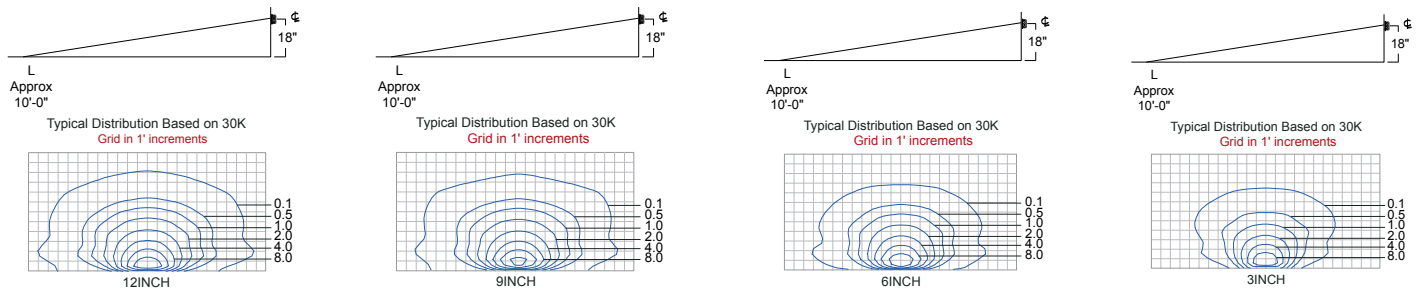 ℄
18"
L
Approx
10'-0"
Typical Distribution Based on 30K
Grid in 1' increments
0.1
0.5
1.0
2.0
4.0
8.0
12INCH
℄
18"
L
Approx
10'-0"
Typical Distribution Based on 30K
Grid in 1' increments
0.1
0.5
1.0
2.0
4.0
8.0
9INCH
℄
18"
L
Approx
10'-0"
Typical Distribution Based on 30K
Grid in 1' increments
0.1
0.5
1.0
2.0
4.0
8.0
6INCH
℄
18"
L
Approx
10'-0"
Typical Distribution Based on 30K
Grid in 1' increments
0.1
0.5
1.0
2.0
4.0
8.0
3INCH